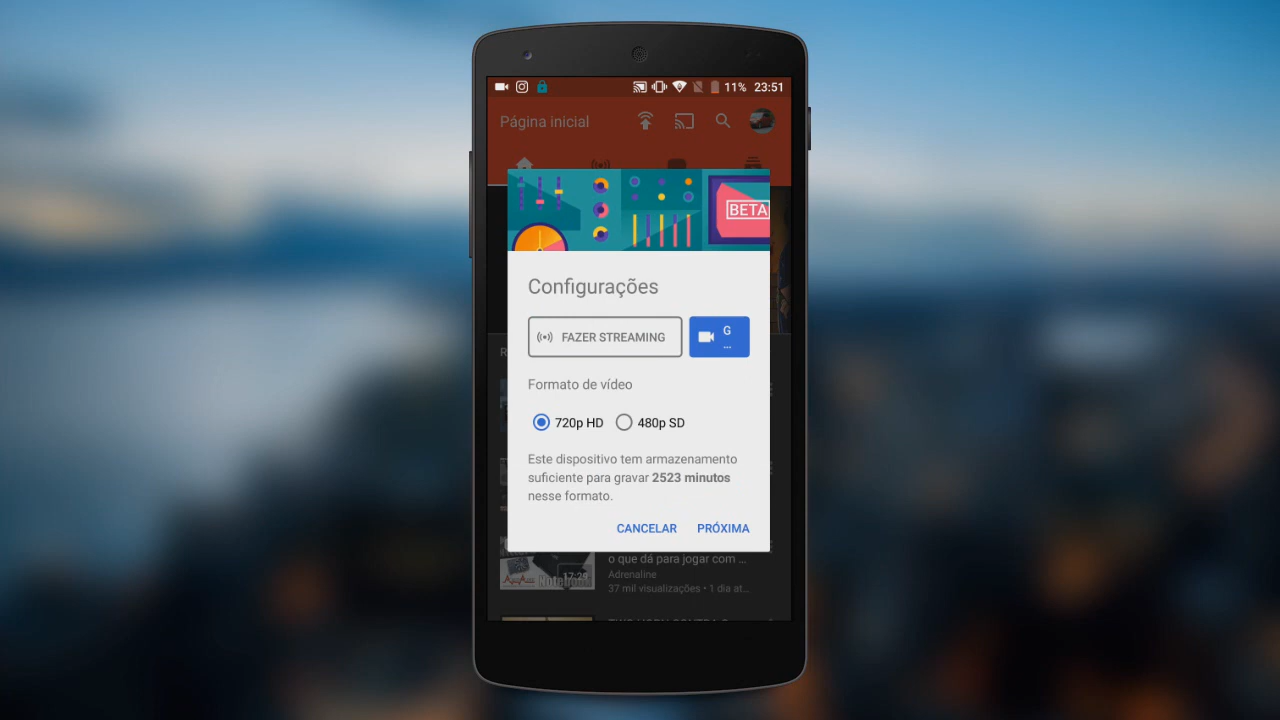 11% 23:51
Página inicial
BETA
Configurações
FAZER STREAMING
G
...
Formato de vídeo
720p HD
480p SD
Este dispositivo tem armazenamento
suficiente para gravar 2523 minutos
nesse formato.
CANCELAR
PRÓXIMA
17:29
o que dá para jogar com ...
Adrenaline
37 mil visualizações • 1 dia at...